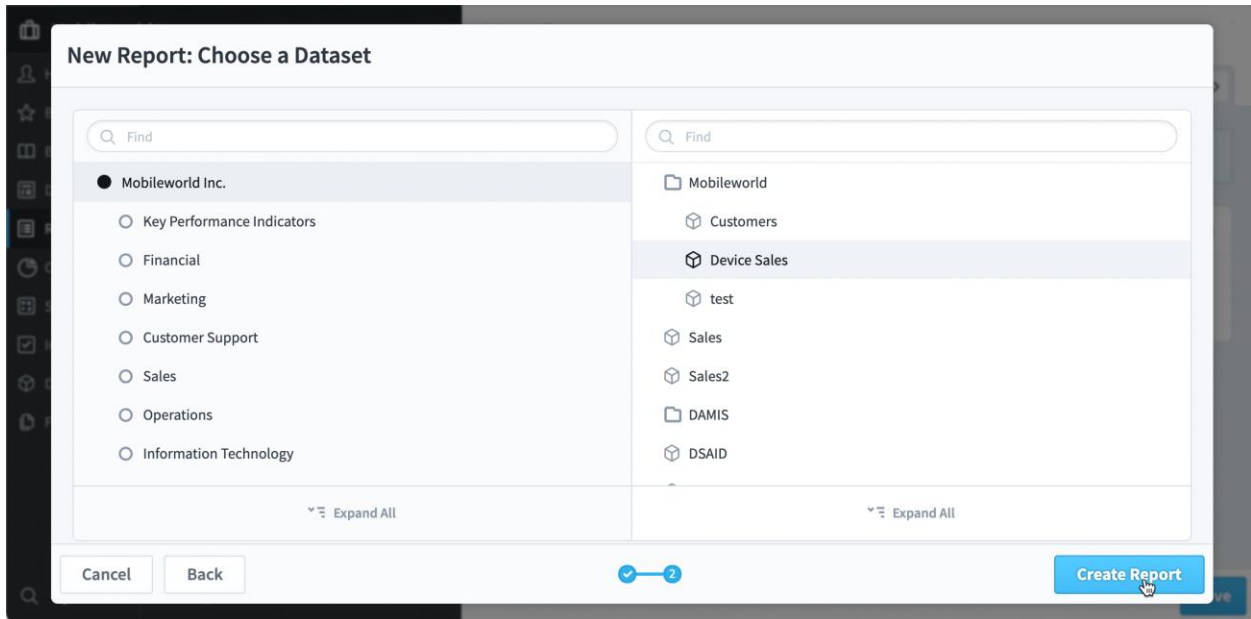 New Report: Choose a Dataset
Find
Mobileworld Inc.
Key Performance Indicators
Financial
Marketing
Customer Support
Sales
Operations
Information Technology
Expand All
Find
Mobileworld
Customers
Device Sales
test
Sales
Sales2
DAMIS
DSAID
Expand All
Cancel
Back
2
Create Report